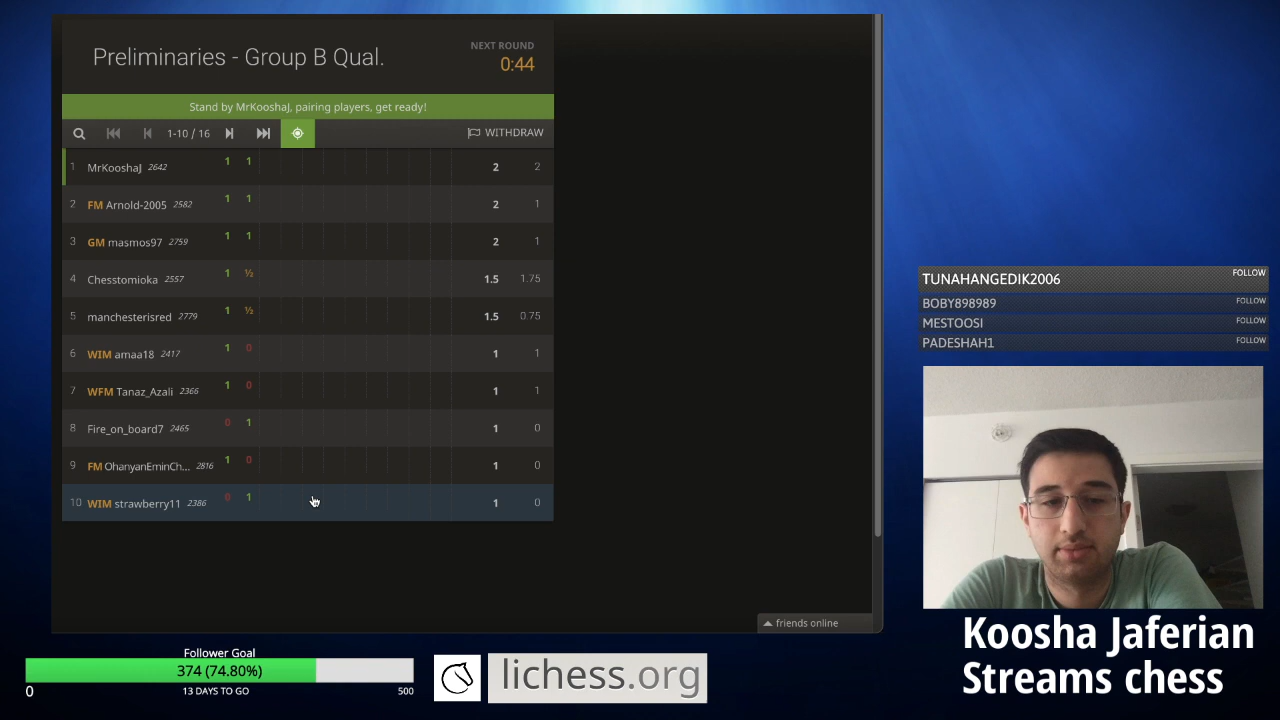 Preliminaries - Group B Qual.
NEXT ROUND
0:44
Stand by MrKooshaJ, pairing players, get ready!
1-10 / 16
WITHDRAW
1 MrKooshaJ 2642 1 1 2 2
2 FM Arnold-2005 2582 1 1 2 1
3 GM masmos97 2759 1 1 2 1
4 Chesstomioka 2557 1 ½ 1.5 1.75
5 manchesterisred 2779 1 ½ 1.5 0.75
6 WIM amaa18 2417 1 0 1 1
7 WFM Tanaz_Azali 2366 1 0 1 1
8 Fire_on_board7 2465 0 1 1 0
9 FM OhanyanEminCh... 2816 1 0 1 0
10 WIM strawberry11 2386 0 1 1 0
friends online
TUNAHANGEDIK2006 FOLLOW
BOBY898989 FOLLOW
MESTOOSI FOLLOW
PADESHAH1 FOLLOW
Koosha Jaferian
Streams chess
Follower Goal
374 (74.80%)
0 13 DAYS TO GO 500
lichess.org